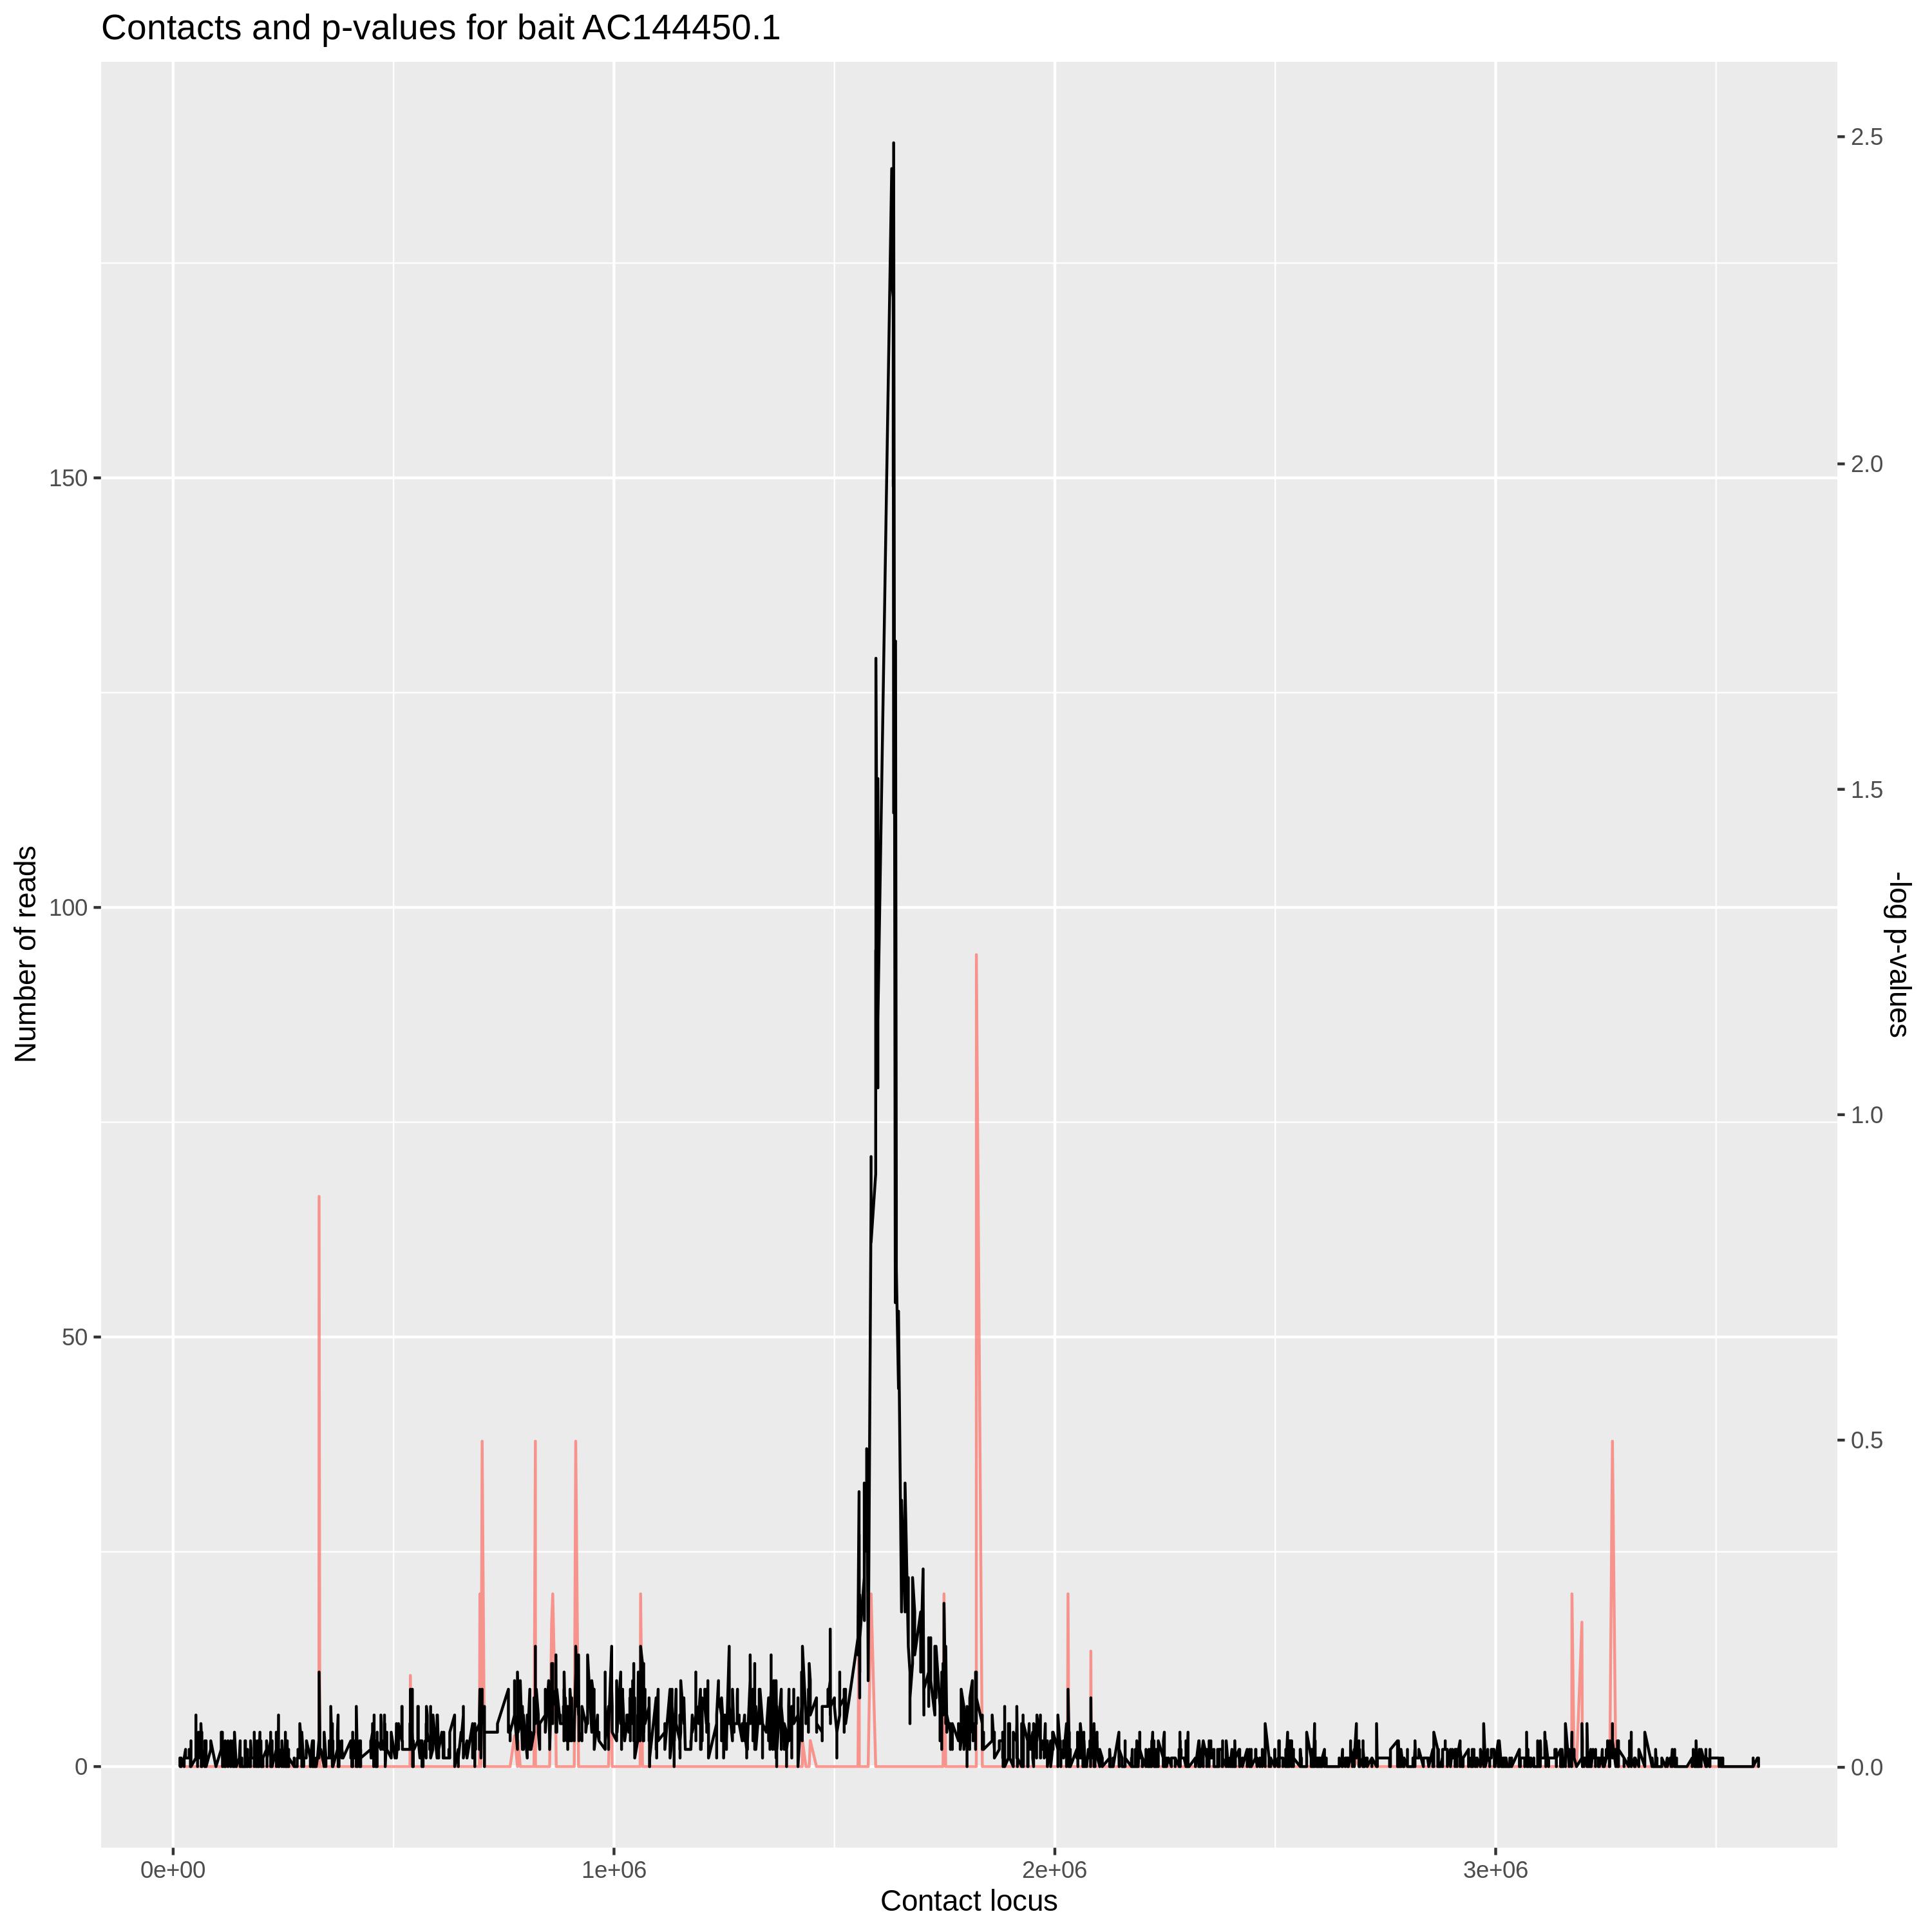 Contacts and p-values for bait AC144450.1
Number of reads
150
100
50
0
2.5
2.0
1.5
1.0
0.5
0.0
-log p-values
0e+00
1e+06
2e+06
3e+06
Contact locus